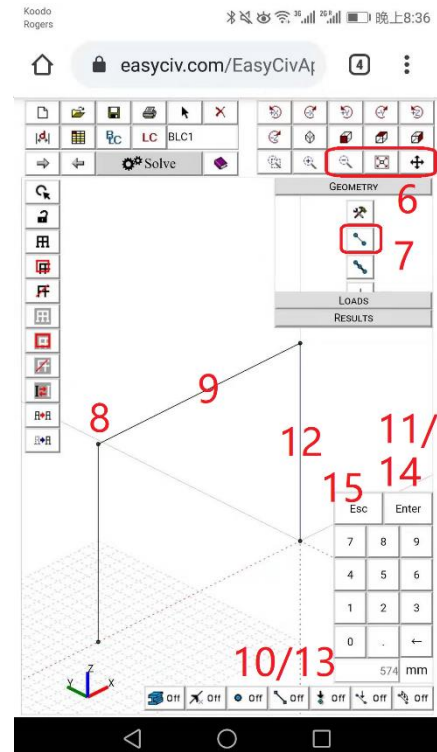 Koodo
Rogers
晚上8:36
easyciv.com/EasyCivAp
4
LC
BLC1
Solve
GEOMETRY
6
7
LOADS
RESULTS
9
8
12
11/
14
15
Esc
Enter
7 8 9
4 5 6
1 2 3
0 . ←
574 mm
10/13
Z
Y X
Off Off Off Off Off Off Off